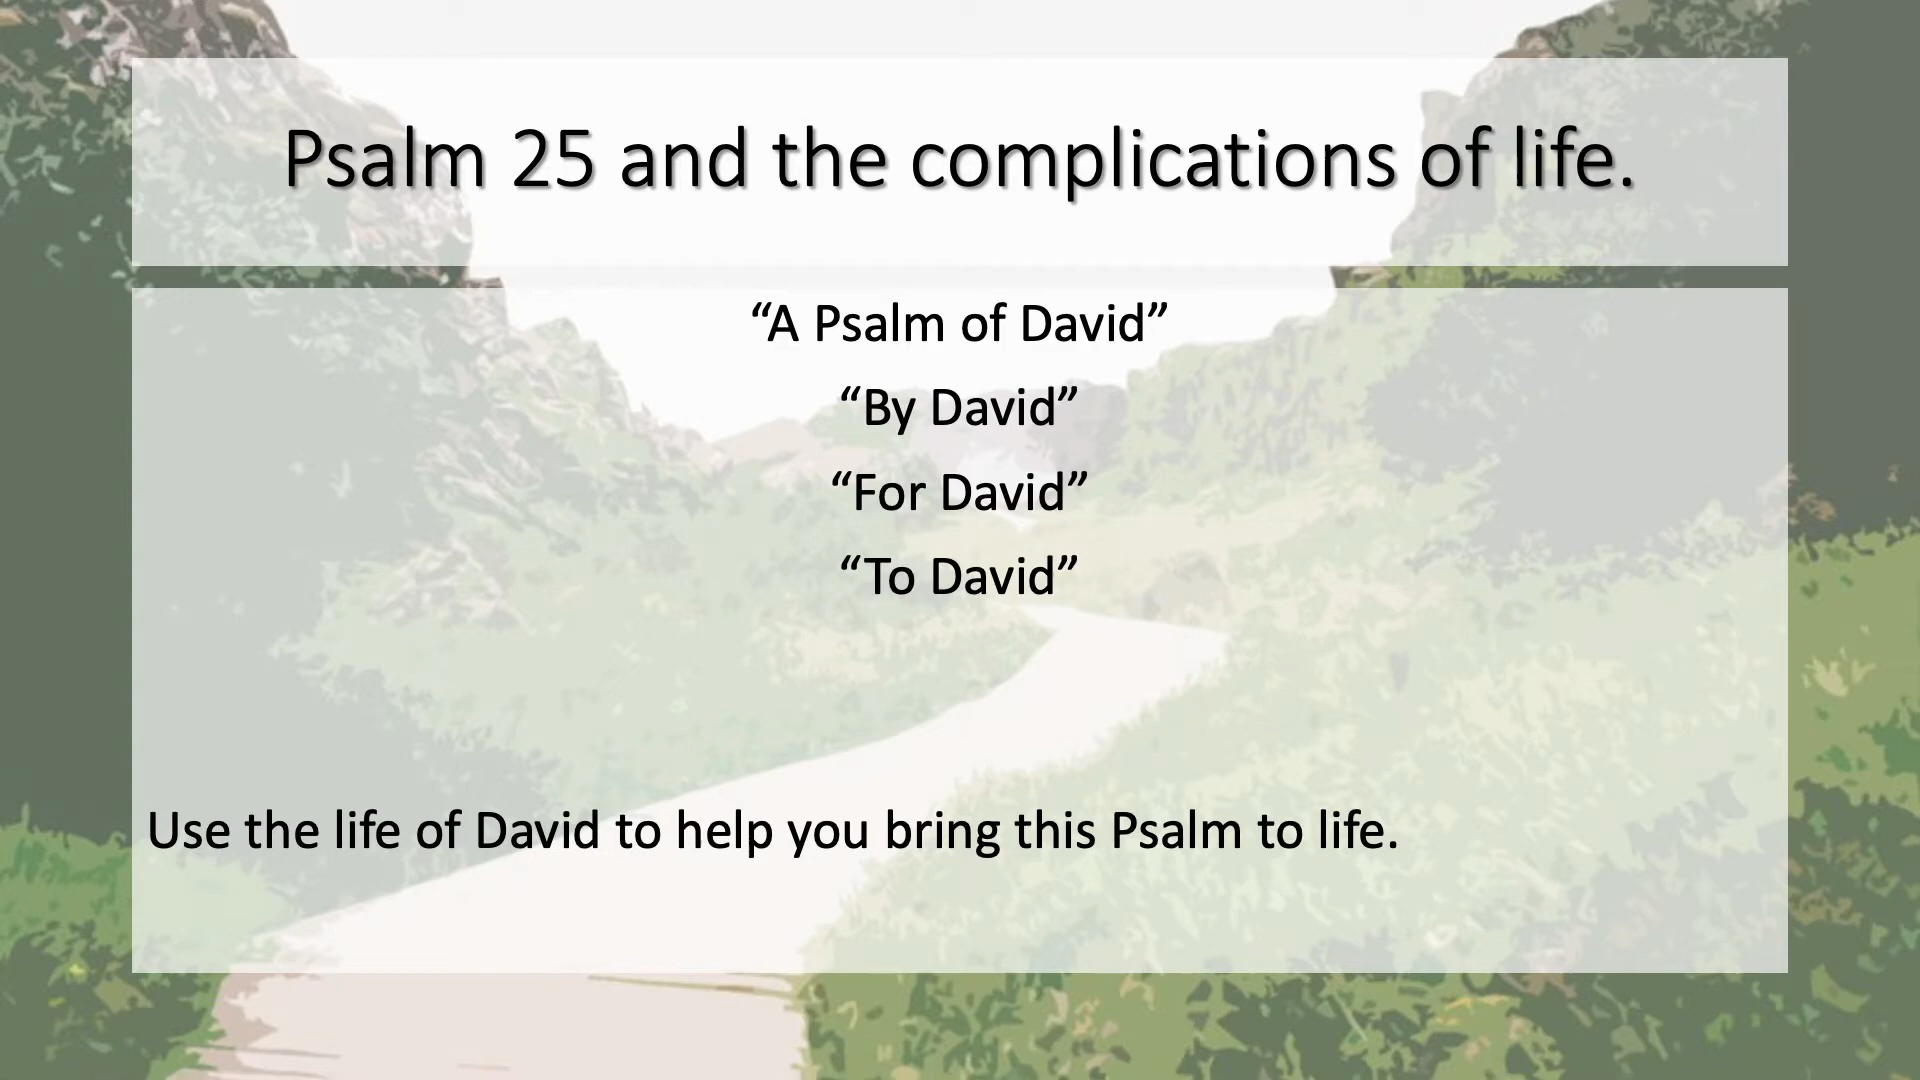 Psalm 25 and the complications of life.
“A Psalm of David”
“By David”
“For David”
“To David”
Use the life of David to help you bring this Psalm to life.